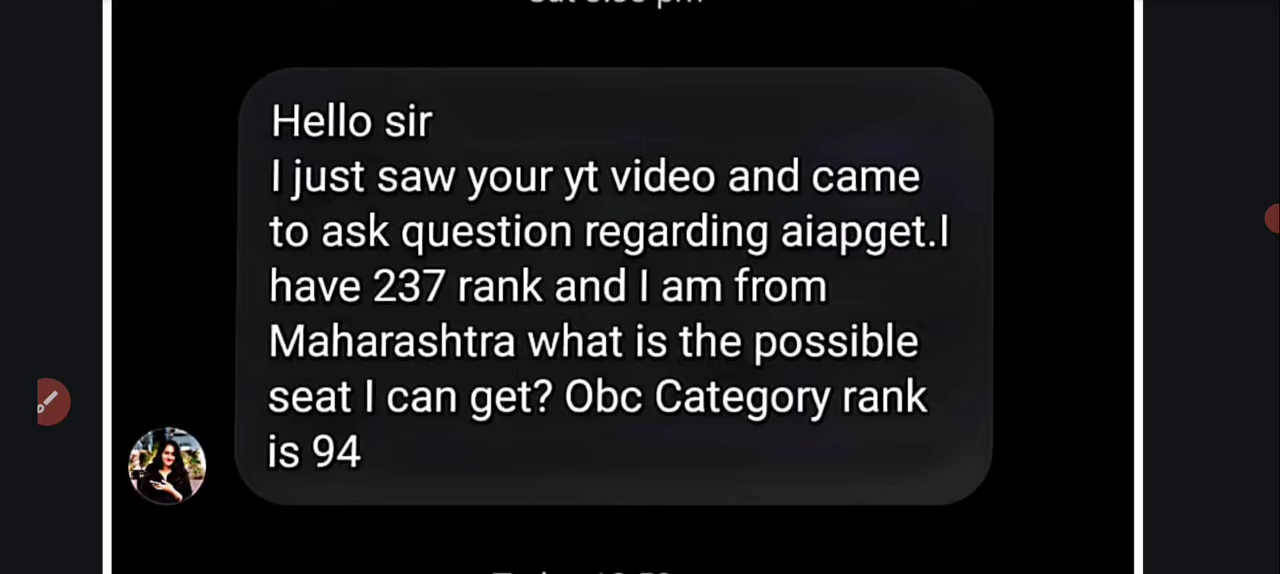 Hello sir
I just saw your yt video and came
to ask question regarding aiapget.I
have 237 rank and I am from
Maharashtra what is the possible
seat I can get? Obc Category rank
is 94